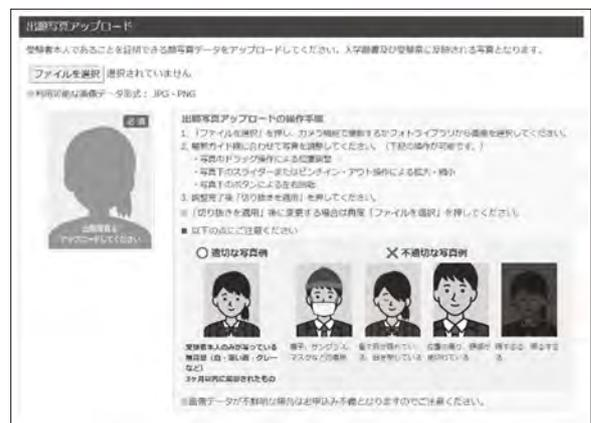 出願写真アップロード
受験者本人であることを証明できる顔写真データをアップロードしてください。入学願書及び受験票に反映される写真となります。
ファイルを選択 選択されていません
※利用可能な画像データ形式： JPG・PNG
必須
出願写真を
アップロードしてください
出願写真アップロードの操作手順
1. 「ファイルを選択」を押し、カメラ機能で撮影するかフォトライブラリから画像を選択してください。
2. 輪郭ガイド線に合わせて写真を調整してください。（下記の操作が可能です。）
・写真のドラッグ操作による位置調整
・写真下のスライダーまたはピンチイン・アウト操作による拡大・縮小
・写真下のボタンによる左右回転
3. 調整完了後「切り抜きを適用」を押してください。
※「切り抜きを適用」後に変更する場合は再度「ファイルを選択」を押してください。
■ 以下の点にご注意ください
○ 適切な写真例
✕ 不適切な写真例
受験者本人のみが写っている
無背景（白・薄い青・グレーなど）
3ヶ月以内に撮影されたもの
帽子、サングラス、マスクなどの着用
髪で目が隠れている、目を閉じている
位置の偏り、
暗すぎる、明るすぎる
※画像データが不鮮明な場合はお申込み不備となりますのでご注意ください。